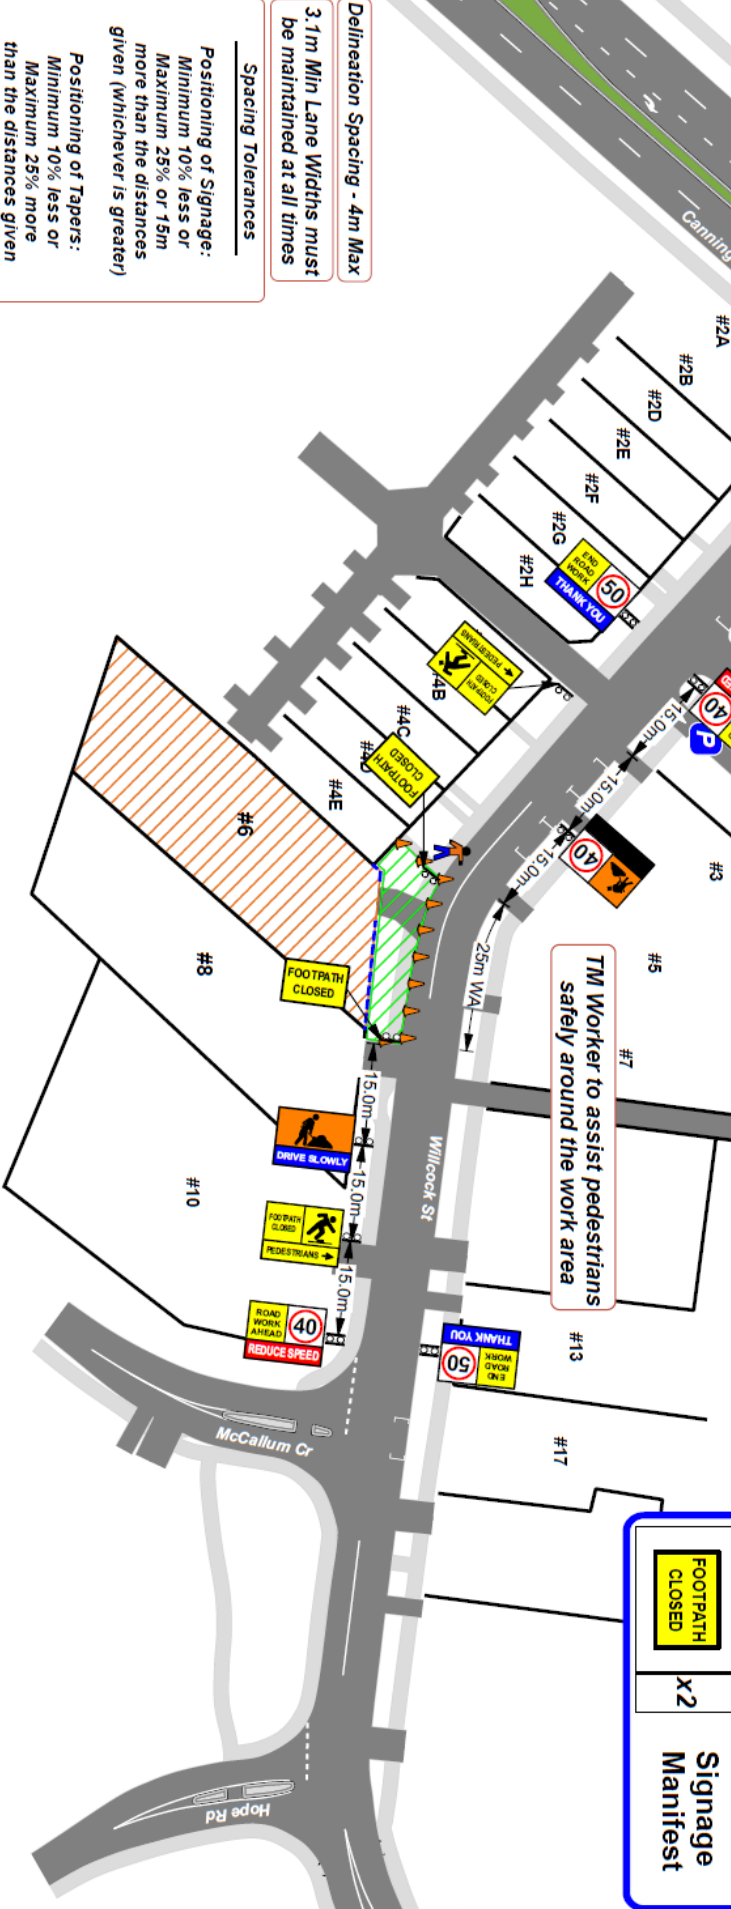 Delineation Spacing - 4m Max
3.1m Min Lane Widths must
be maintained at all times
Spacing Tolerances
Positioning of Signage:
Minimum 10% less or
Maximum 25% or 15m
more than the distances
given (whichever is greater)
Positioning of Tapers:
Minimum 10% less or
Maximum 25% more
than the distances given
Canning
#2A
#2B
#2D
#2E
#2F
#2G
#2H
END
ROAD
WORK
50
THANK YOU
PEDESTRIANS
FOOTPATH
CLOSED
#4B
#4C
FOOTPATH
CLOSED
#4D
#4E
40
P
15.0m
15.0m
15.0m
40
25m WA
#3
#5
#7
TM Worker to assist pedestrians
safely around the work area
#6
#8
FOOTPATH
CLOSED
15.0m
DRIVE SLOWLY
15.0m
Willcock St
#10
FOOTPATH
CLOSED
PEDESTRIANS
15.0m
ROAD
WORK
AHEAD
40
REDUCE SPEED
END
ROAD
WORK
50
THANK YOU
#13
#17
McCallum Cr
Hope Rd
FOOTPATH
CLOSED
x2
Signage
Manifest